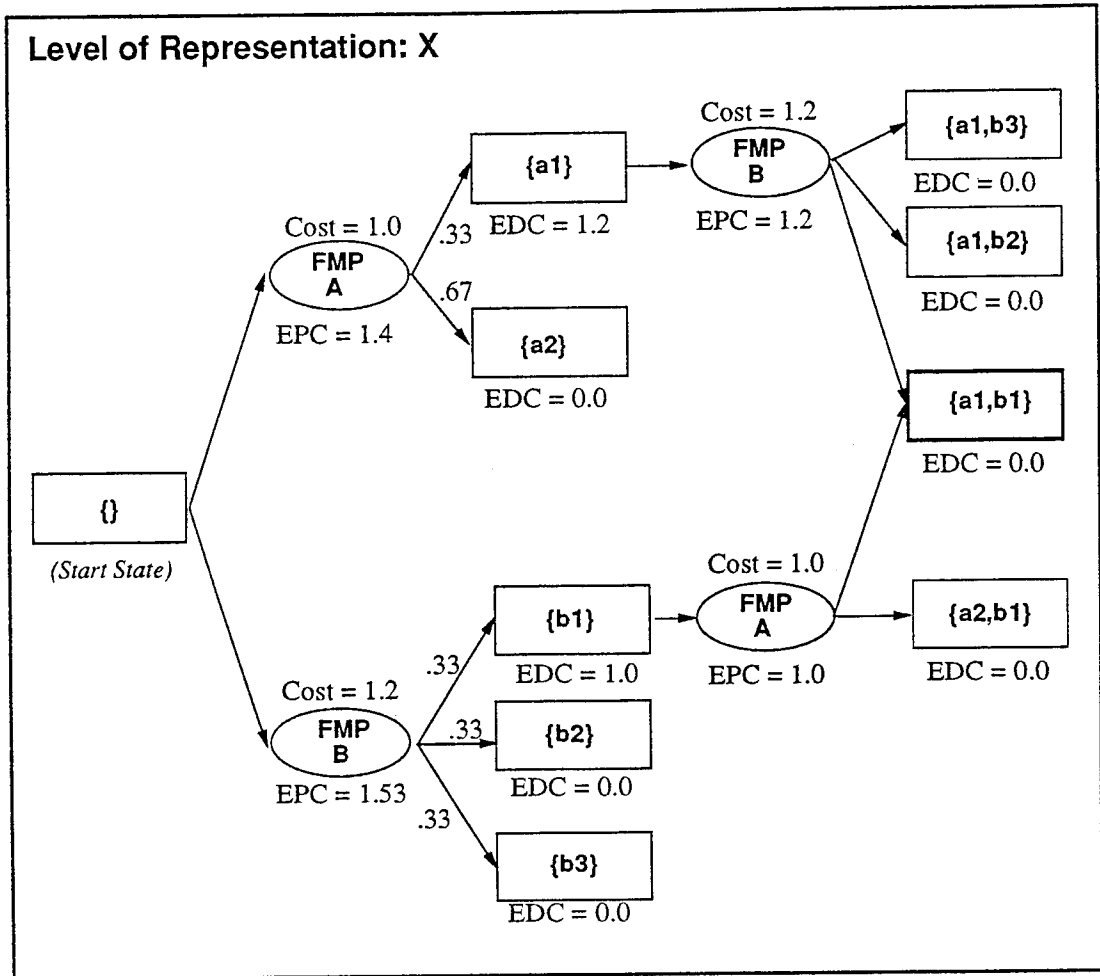 Level of Representation: X
Cost = 1.0
FMP
A
EPC = 1.4
.33
.67
{a1}
EDC = 1.2
{a2}
EDC = 0.0
Cost = 1.2
FMP
B
EPC = 1.2
{a1,b3}
EDC = 0.0
{a1,b2}
EDC = 0.0
{a1,b1}
EDC = 0.0
{}
(Start State)
Cost = 1.2
FMP
B
EPC = 1.53
.33
.33
.33
{b1}
EDC = 1.0
{b2}
EDC = 0.0
{b3}
EDC = 0.0
Cost = 1.0
FMP
A
EPC = 1.0
{a2,b1}
EDC = 0.0